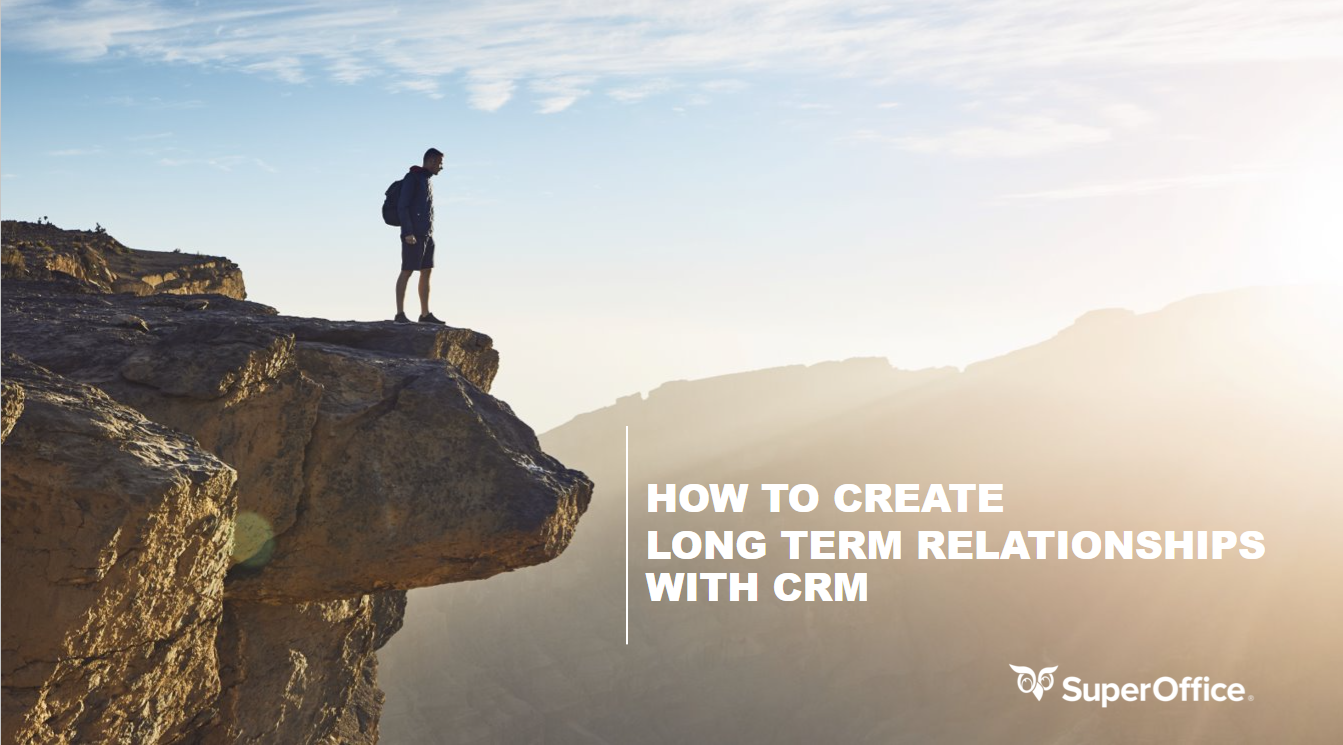 HOW TO CREATE
LONG TERM RELATIONSHIPS
WITH CRM
SuperOffice®